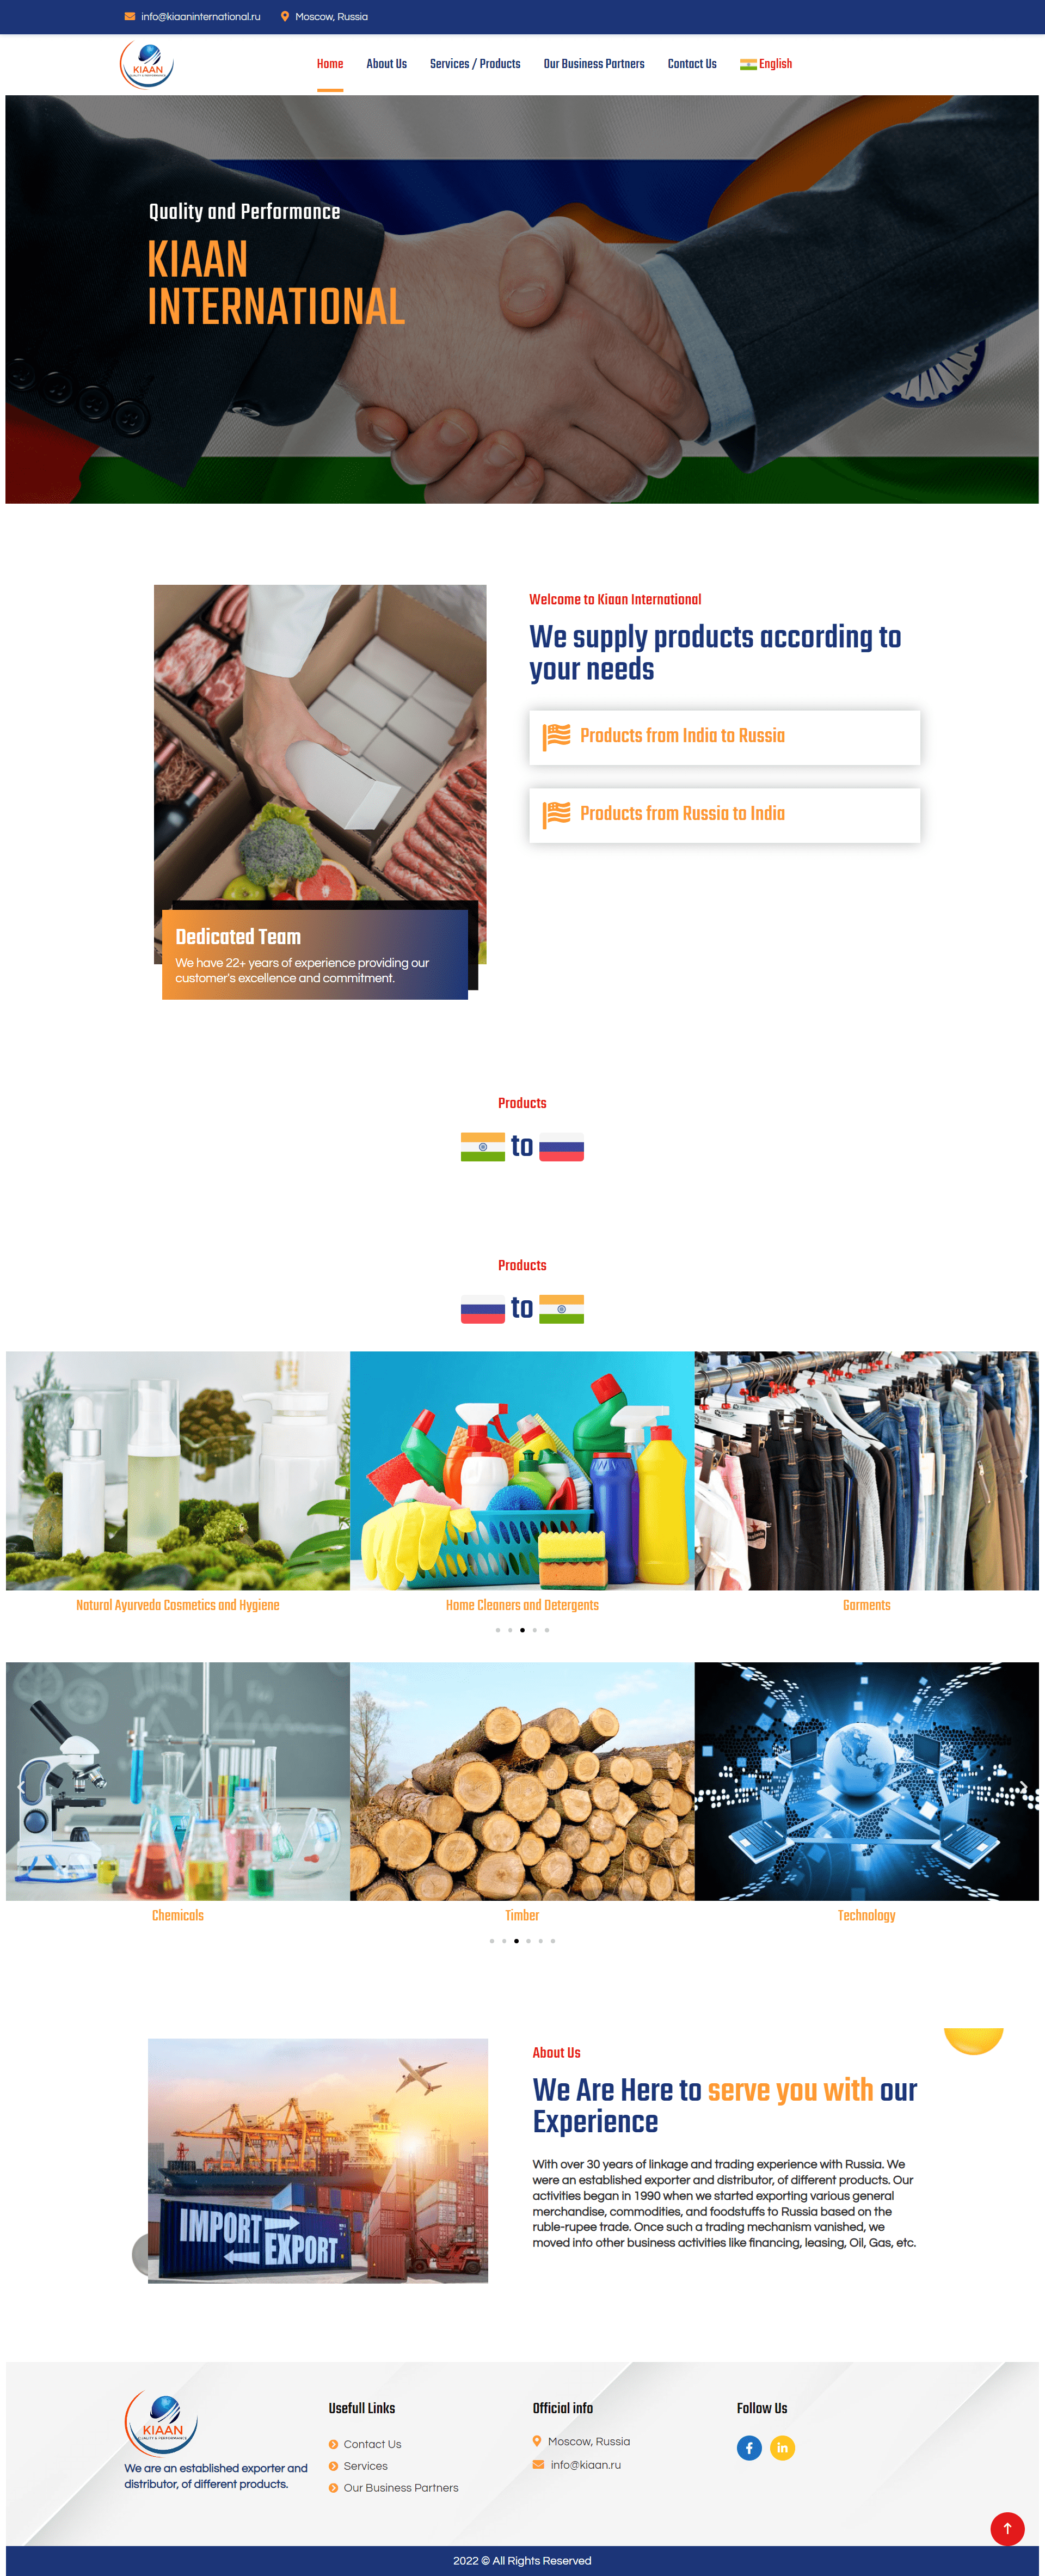 info@kiaaninternational.ru
Moscow, Russia
KIAAN
QUALITY & PERFORMANCE
Home
About Us
Services / Products
Our Business Partners
Contact Us
English
Quality and Performance
KIAAN
INTERNATIONAL
Welcome to Kiaan International
We supply products according to
your needs
Products from India to Russia
Products from Russia to India
Dedicated Team
We have 22+ years of experience providing our
customer's excellence and commitment.
Products
to
Products
to
Natural Ayurveda Cosmetics and Hygiene
Home Cleaners and Detergents
Garments
Chemicals
Timber
Technology
IMPORT
EXPORT
About Us
We Are Here to serve you with our
Experience
With over 30 years of linkage and trading experience with Russia. We
were an established exporter and distributor, of different products. Our
activities began in 1990 when we started exporting various general
merchandise, commodities, and foodstuffs to Russia based on the
ruble-rupee trade. Once such a trading mechanism vanished, we
moved into other business activities like financing, leasing, Oil, Gas, etc.
KIAAN
QUALITY & PERFORMANCE
We are an established exporter and
distributor, of different products.
Usefull Links
Contact Us
Services
Our Business Partners
Official info
Moscow, Russia
info@kiaan.ru
Follow Us
2022 © All Rights Reserved